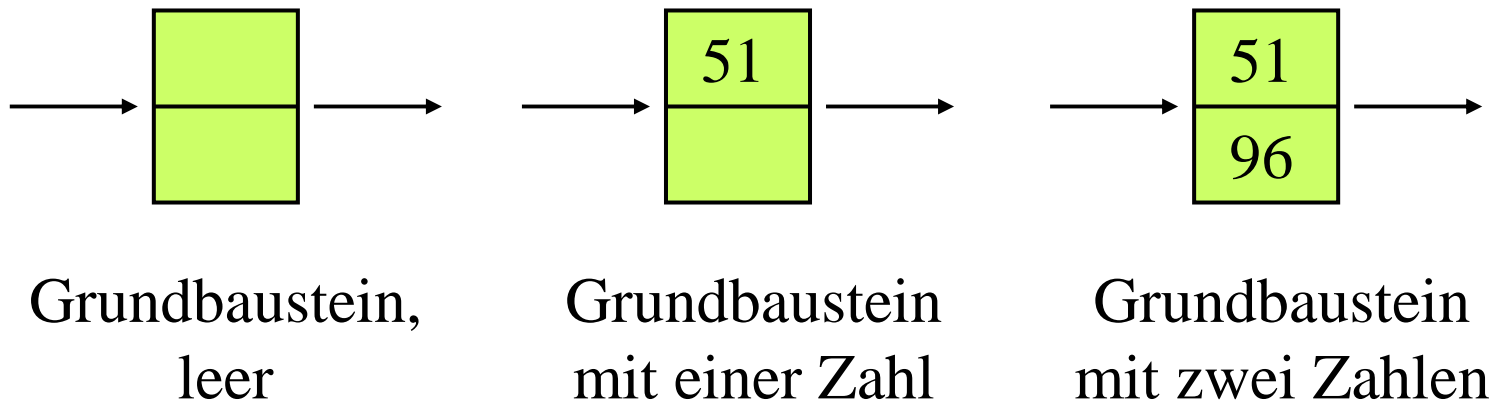 51
51
96
Grundbaustein,
leer
Grundbaustein
mit einer Zahl
Grundbaustein
mit zwei Zahlen